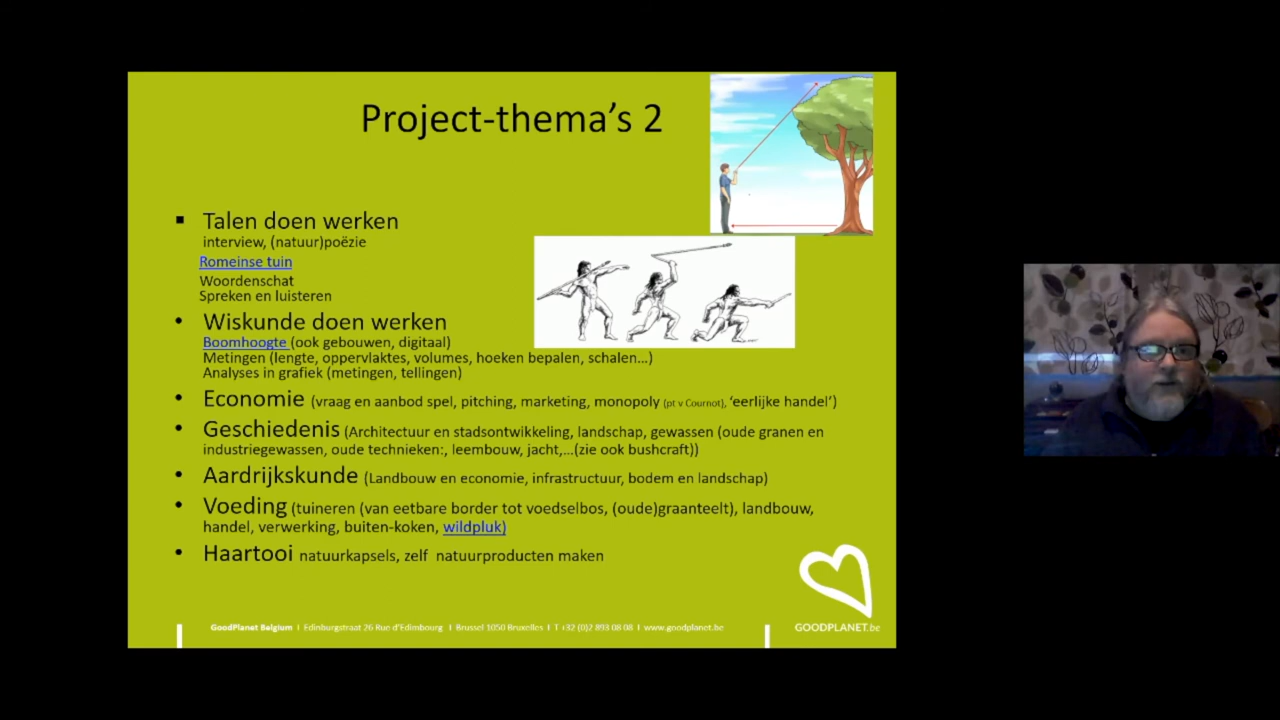 Project-thema's 2
Talen doen werken
interview, (natuur)poëzie
Romeinse tuin
Woordenschat
Spreken en luisteren
Wiskunde doen werken
Boomhoogte (ook gebouwen, digitaal)
Metingen (lengte, oppervlaktes, volumes, hoeken bepalen, schalen...)
Analyses in grafiek (metingen, tellingen)
Economie (vraag en aanbod spel, pitching, marketing, monopoly (pt v Cournot), 'eerlijke handel')
Geschiedenis (Architectuur en stadsontwikkeling, landschap, gewassen (oude granen en
industriegewassen, oude technieken:, leembouw, jacht,...(zie ook bushcraft))
Aardrijkskunde (Landbouw en economie, infrastructuur, bodem en landschap)
Voeding (tuineren (van eetbare border tot voedselbos, (oude)graanteelt), landbouw,
handel, verwerking, buiten-koken, wildpluk)
Haartooi natuurkapsels, zelf natuurproducten maken
GoodPlanet Belgium I Edinburgstraat 26 Rue d'Edimbourg I Brussel 1050 Bruxelles I T +32 (0)2 893 08 08 I www.goodplanet.be
GOODPLANET.be